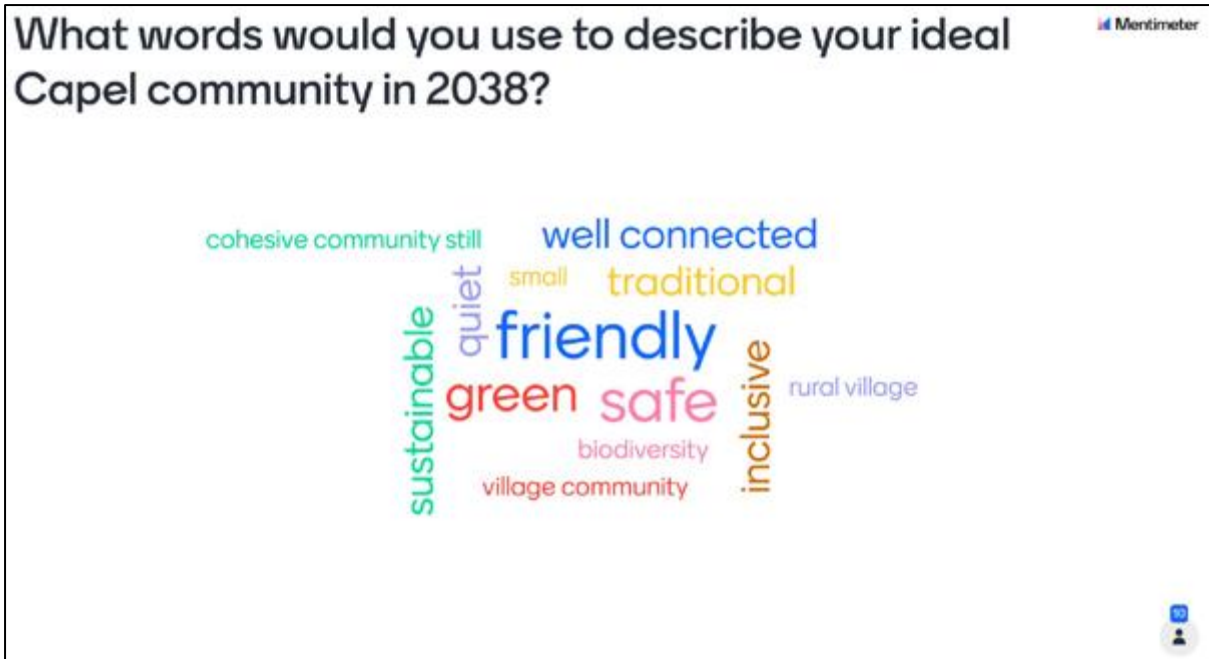 What words would you use to describe your ideal
Capel community in 2038?
Mentimeter
cohesive community still
well connected
small
traditional
quiet
friendly
sustainable
green
safe
inclusive
rural village
biodiversity
village community
10